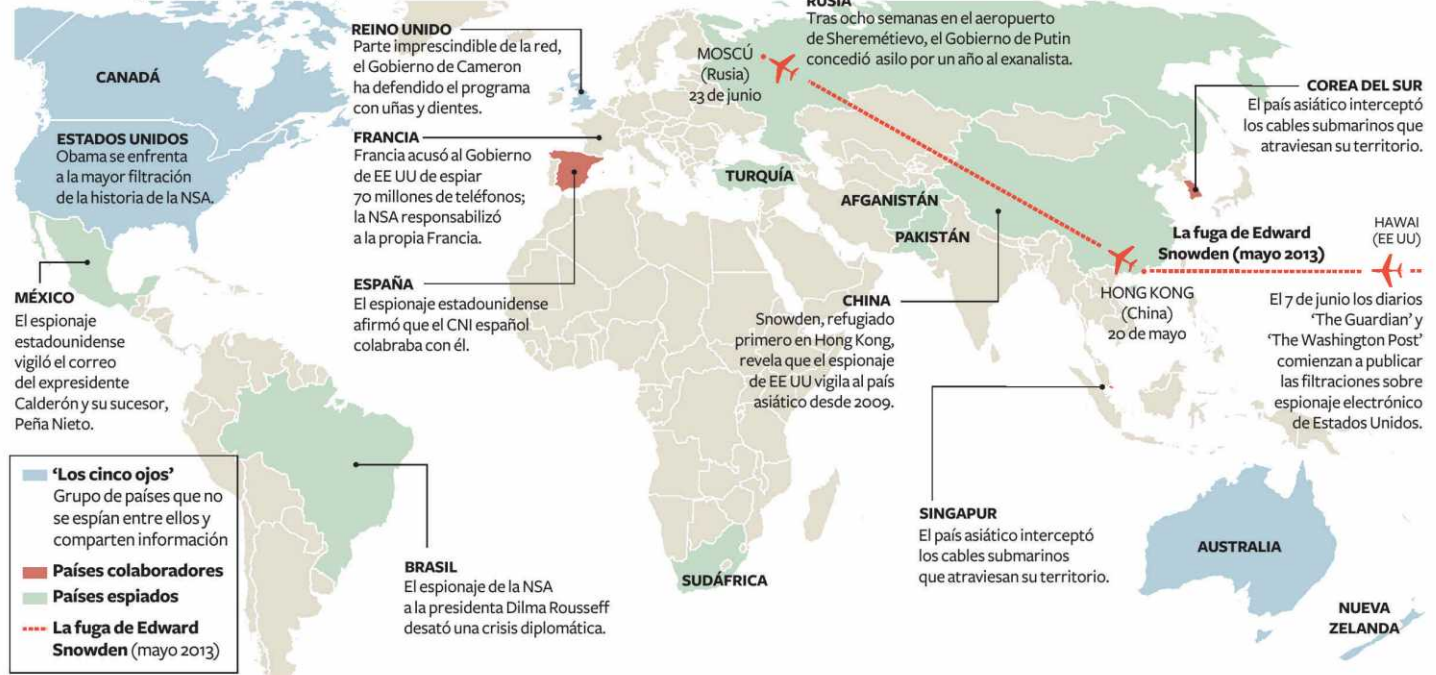 RUSIA
Tras ocho semanas en el aeropuerto
de Sheremétievo, el Gobierno de Putin
concedió asilo por un año al exanalista.
REINO UNIDO
Parte imprescindible de la red,
el Gobierno de Cameron
ha defendido el programa
con uñas y dientes.
MOSCÚ
(Rusia)
23 de junio
CANADÁ
COREA DEL SUR
El país asiático interceptó
los cables submarinos que
atraviesan su territorio.
ESTADOS UNIDOS
Obama se enfrenta
a la mayor filtración
de la historia de la NSA.
FRANCIA
Francia acusó al Gobierno
de EE UU de espiar
70 millones de teléfonos;
la NSA responsabilizó
a la propia Francia.
TURQUÍA
AFGANISTÁN
PAKISTÁN
La fuga de Edward
Snowden (mayo 2013)
HAWAI
(EE UU)
MÉXICO
El espionaje
estadounidense
vigiló el correo
del expresidente
Calderón y su sucesor,
Peña Nieto.
ESPAÑA
El espionaje estadounidense
afirmó que el CNI español
colabraba con él.
CHINA
Snowden, refugiado
primero en Hong Kong,
revela que el espionaje
de EE UU vigila al país
asiático desde 2009.
HONG KONG
(China)
20 de mayo
El 7 de junio los diarios
‘The Guardian’ y
‘The Washington Post’
comienzan a publicar
las filtraciones sobre
espionaje electrónico
de Estados Unidos.
‘Los cinco ojos’
Grupo de países que no
se espían entre ellos y
comparten información
Países colaboradores
Países espiados
La fuga de Edward
Snowden (mayo 2013)
BRASIL
El espionaje de la NSA
a la presidenta Dilma Rousseff
desató una crisis diplomática.
SUDÁFRICA
SINGAPUR
El país asiático interceptó
los cables submarinos
que atraviesan su territorio.
AUSTRALIA
NUEVA
ZELANDA